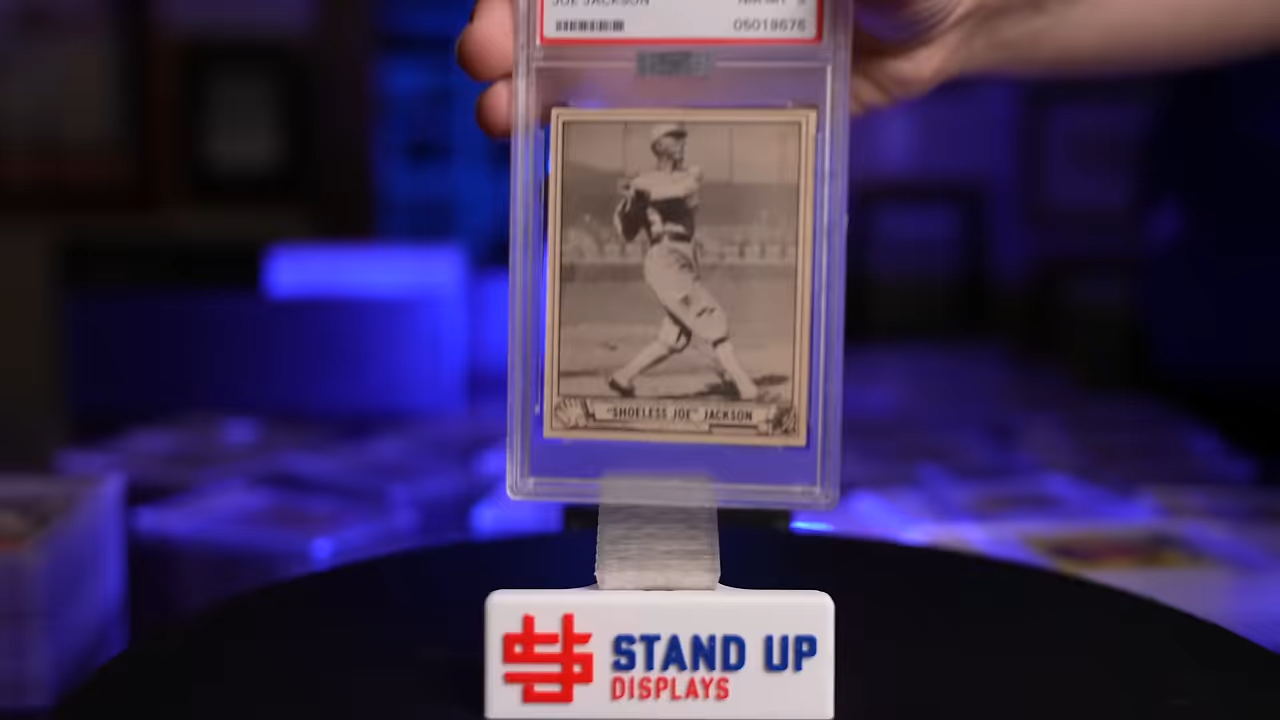 JOE JACKSON
05019676
"SHOELESS JOE" JACKSON
STAND UP
DISPLAYS